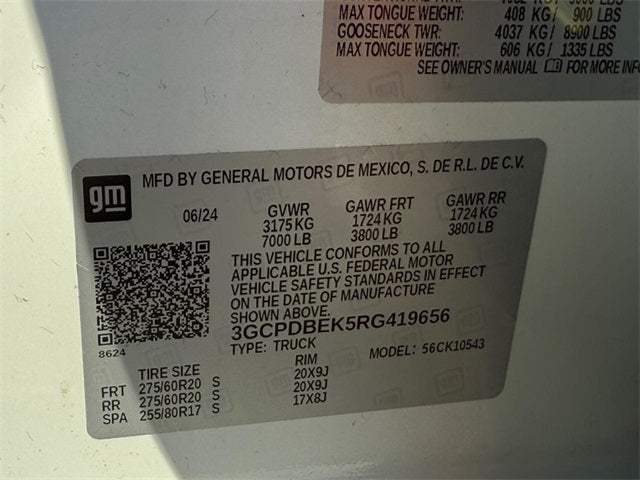 MAX TONGUE WEIGHT: 408 KG / 900 LBS
GOOSENECK TWR: 4037 KG / 8900 LBS
MAX TONGUE WEIGHT: 606 KG / 1335 LBS
SEE OWNER'S MANUAL FOR MORE INFO
gm
MFD BY GENERAL MOTORS DE MEXICO, S. DE R.L. DE C.V.
06/24 GVWR GAWR FRT GAWR RR
3175 KG 1724 KG 1724 KG
7000 LB 3800 LB 3800 LB
THIS VEHICLE CONFORMS TO ALL
APPLICABLE U.S. FEDERAL MOTOR
VEHICLE SAFETY STANDARDS IN EFFECT
ON THE DATE OF MANUFACTURE
SHOWN ABOVE.
3GCPDBEK5RG419656
8624
TYPE: TRUCK MODEL: 56CK10543
TIRE SIZE RIM
FRT 275/60R20 S 20X9J
RR 275/60R20 S 20X9J
SPA 255/80R17 S 17X8J